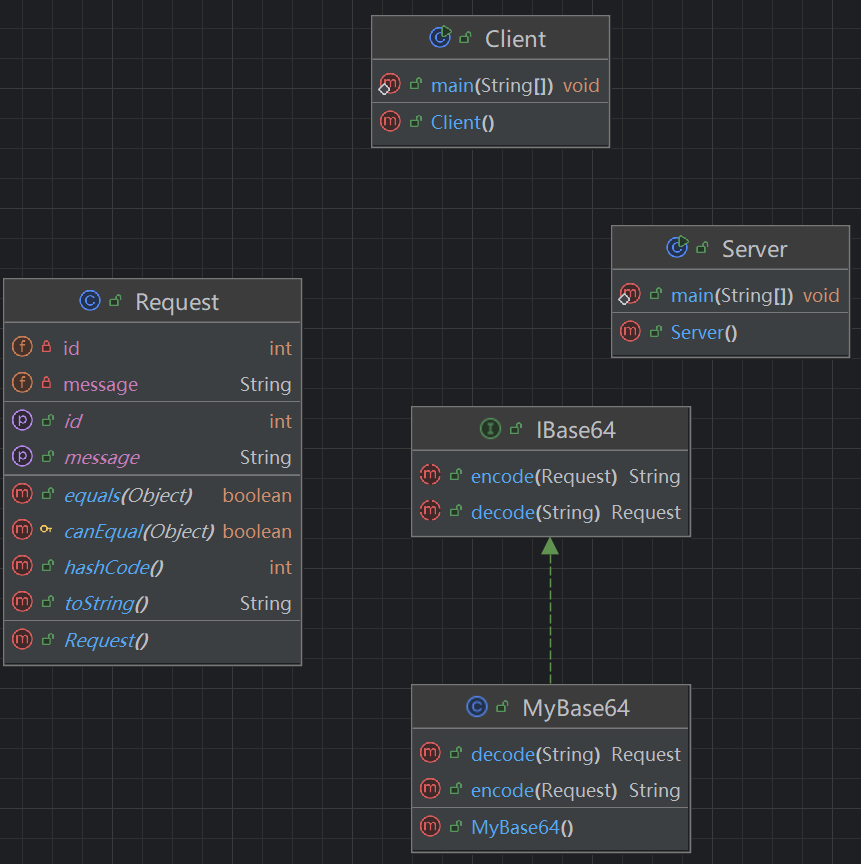 Client
main(String[]) void
Client()
Server
main(String[]) void
Server()
Request
id int
message String
id int
message String
equals(Object) boolean
canEqual(Object) boolean
hashCode() int
toString() String
Request()
IBase64
encode(Request) String
decode(String) Request
MyBase64
decode(String) Request
encode(Request) String
MyBase64()